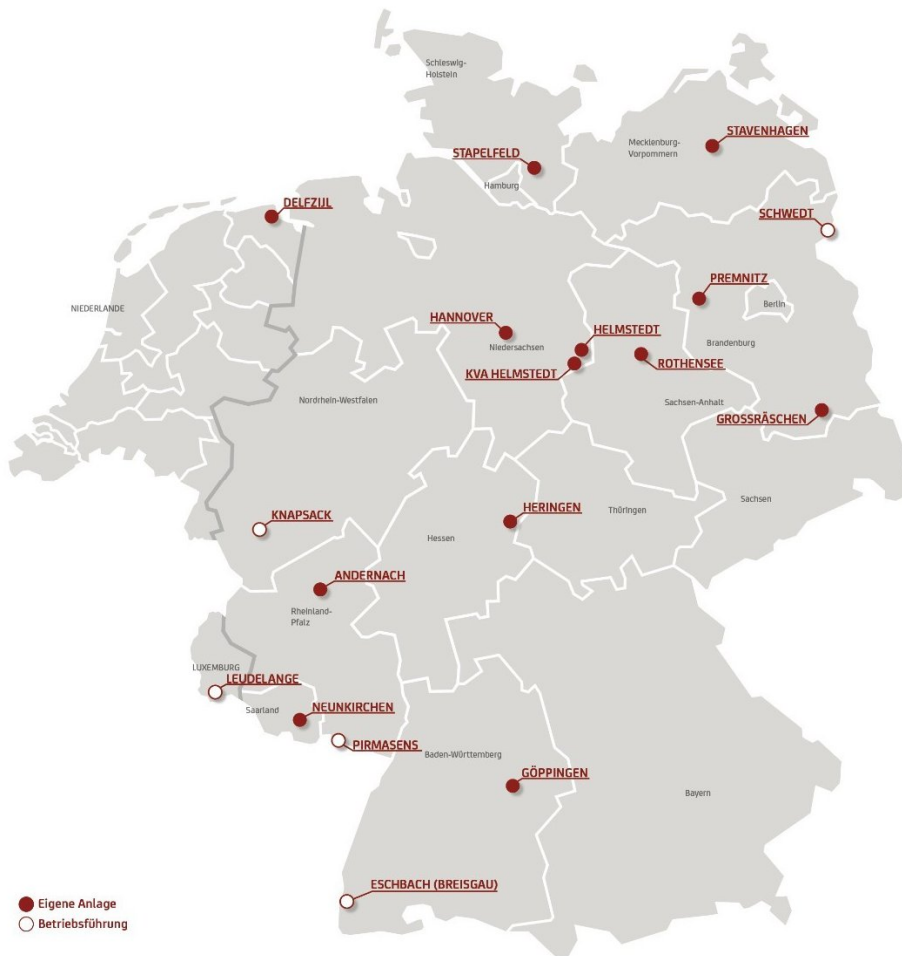 Schleswig-
Holstein
STAVENHAGEN
Mecklenburg-
Vorpommern
STAPELFELD
Hamburg
DELFZIJL
SCHWEDT
PREMNITZ
Berlin
NIEDERLANDE
HANNOVER
Niedersachsen
HELMSTEDT
Brandenburg
KVA HELMSTEDT
ROTHENSEE
Nordrhein-Westfalen
Sachsen-Anhalt
GROSSRÄSCHEN
Sachsen
KNAPSACK
HERINGEN
Thüringen
Hessen
ANDERNACH
Rheinland-
Pfalz
LUXEMBURG
LEUDELANGE
Saarland
NEUNKIRCHEN
PIRMASENS
Baden-Württemberg
GÖPPINGEN
Bayern
ESCHBACH (BREISGAU)
Eigene Anlage
Betriebsführung